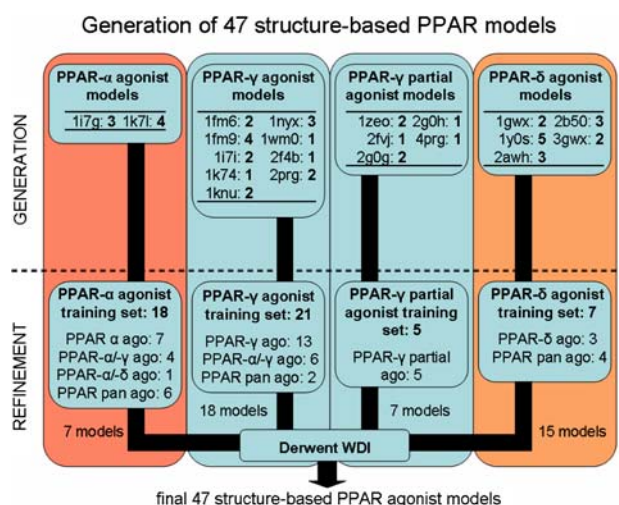 Generation of 47 structure-based PPAR models
GENERATION
PPAR-α agonist
models
1i7g: 3 1k7l: 4
PPAR-γ agonist
models
1fm6: 2 1nyx: 3
1fm9: 4 1wm0: 1
1i7i: 2 2f4b: 1
1k74: 1 2prg: 2
1knu: 2
PPAR-γ partial
agonist models
1zeo: 2 2g0h: 1
2fvj: 1 4prg: 1
2g0g: 2
PPAR-δ agonist
models
1gwx: 2 2b50: 3
1y0s: 5 3gwx: 2
2awh: 3
REFINEMENT
PPAR-α agonist
training set: 18
PPAR α ago: 7
PPAR-α/-γ ago: 4
PPAR-α/-δ ago: 1
PPAR pan ago: 6
7 models
PPAR-γ agonist
training set: 21
PPAR-γ ago: 13
PPAR-α/-γ ago: 6
PPAR pan ago: 2
18 models
PPAR-γ partial
agonist training
set: 5
PPAR-γ partial
ago: 5
7 models
PPAR-δ agonist
training set: 7
PPAR-δ ago: 3
PPAR pan ago: 4
15 models
Derwent WDI
final 47 structure-based PPAR agonist models